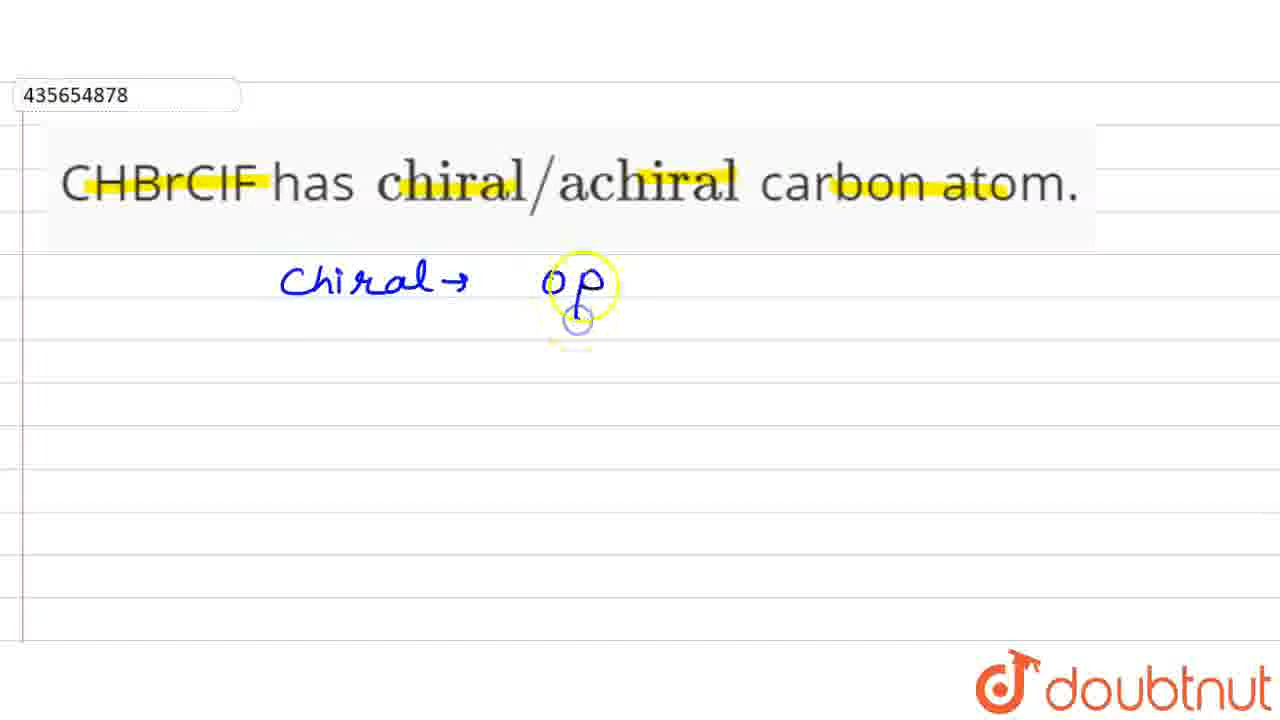 435654878
CHBrClF has chiral/achiral carbon atom.
Chiral → op
doubtnut